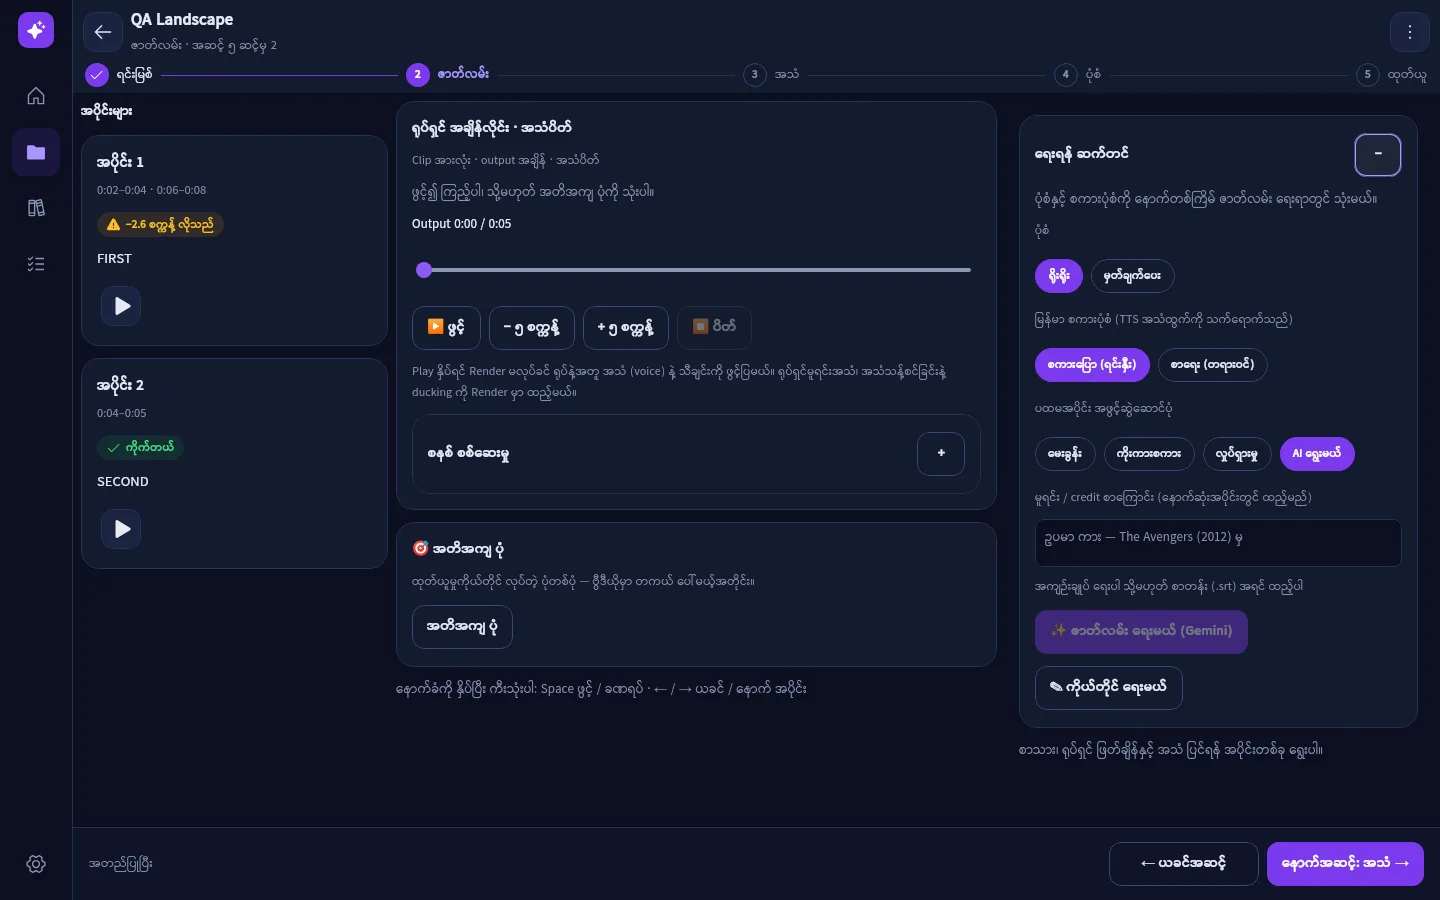 QA Landscape
ဇာတ်လမ်း · အဆင့် ၅ ဆင့်မှ 2
ရင်းမြစ်
2 ဇာတ်လမ်း
3 အသံ
4 ပုံစံ
5 ထုတ်ယူ
အပိုင်းများ
အပိုင်း 1
0:02–0:04 · 0:06–0:08
−2.6 စက္ကန့် လိုသည်
FIRST
အပိုင်း 2
0:04–0:05
ကိုက်တယ်
SECOND
ရုပ်ရှင် အချိန်လိုင်း · အသံပိတ်
Clip အားလုံး · output အချိန် · အသံပိတ်
ဖွင့်၍ ကြည့်ပါ၊ သို့မဟုတ် အတိအကျ ပုံကို သုံးပါ။
Output 0:00 / 0:05
▶️ ဖွင့်
− ၅ စက္ကန့်
+ ၅ စက္ကန့်
⏹️ ပိတ်
Play နှိပ်ရင် Render မလုပ်ခင် ရုပ်နဲ့အတူ အသံ (voice) နဲ့ သီချင်းကို ဖွင့်ပြမယ်။ ရုပ်ရှင်မူရင်းအသံ၊ အသံသန့်စင်ခြင်းနဲ့
ducking ကို Render မှာ ထည့်မယ်။
စနစ် စစ်ဆေးမှု
+
🎯 အတိအကျ ပုံ
ထုတ်ယူမှုကိုယ်တိုင် လုပ်တဲ့ ပုံတစ်ပုံ — ဗွီဒီယိုမှာ တကယ် ပေါ်မယ့်အတိုင်း။
အတိအကျ ပုံ
နောက်ခံကို နှိပ်ပြီး ကီးသုံးပါ: Space ဖွင့် / ခဏရပ် · ← / → ယခင် / နောက် အပိုင်း
ရေးရန် ဆက်တင်
−
ပုံစံနှင့် စကားပုံစံကို နောက်တစ်ကြိမ် ဇာတ်လမ်း ရေးရာတွင် သုံးမယ်။
ပုံစံ
ရိုးရိုး
မှတ်ချက်ပေး
မြန်မာ စကားပုံစံ (TTS အသံထွက်ကို သက်ရောက်သည်)
စကားပြော (ရင်းနှီး)
စာရေး (တရားဝင်)
ပထမအပိုင်း အဖွင့်ဆွဲဆောင်ပုံ
မေးခွန်း
ကိုးကားစကား
လှုပ်ရှားမှု
AI ရွေးမယ်
မူရင်း / credit စာကြောင်း (နောက်ဆုံးအပိုင်းတွင် ထည့်မည်)
ဥပမာ ကား — The Avengers (2012) မှ
အကျဉ်းချုပ် ရေးပါ သို့မဟုတ် စာတန်း (.srt) အရင် ထည့်ပါ
✨ ဇာတ်လမ်း ရေးမယ် (Gemini)
✎ ကိုယ်တိုင် ရေးမယ်
စာသား၊ ရုပ်ရှင် ဖြတ်ချိန်နှင့် အသံ ပြင်ရန် အပိုင်းတစ်ခု ရွေးပါ။
အတည်ပြုပြီး
← ယခင်အဆင့်
နောက်အဆင့်: အသံ →